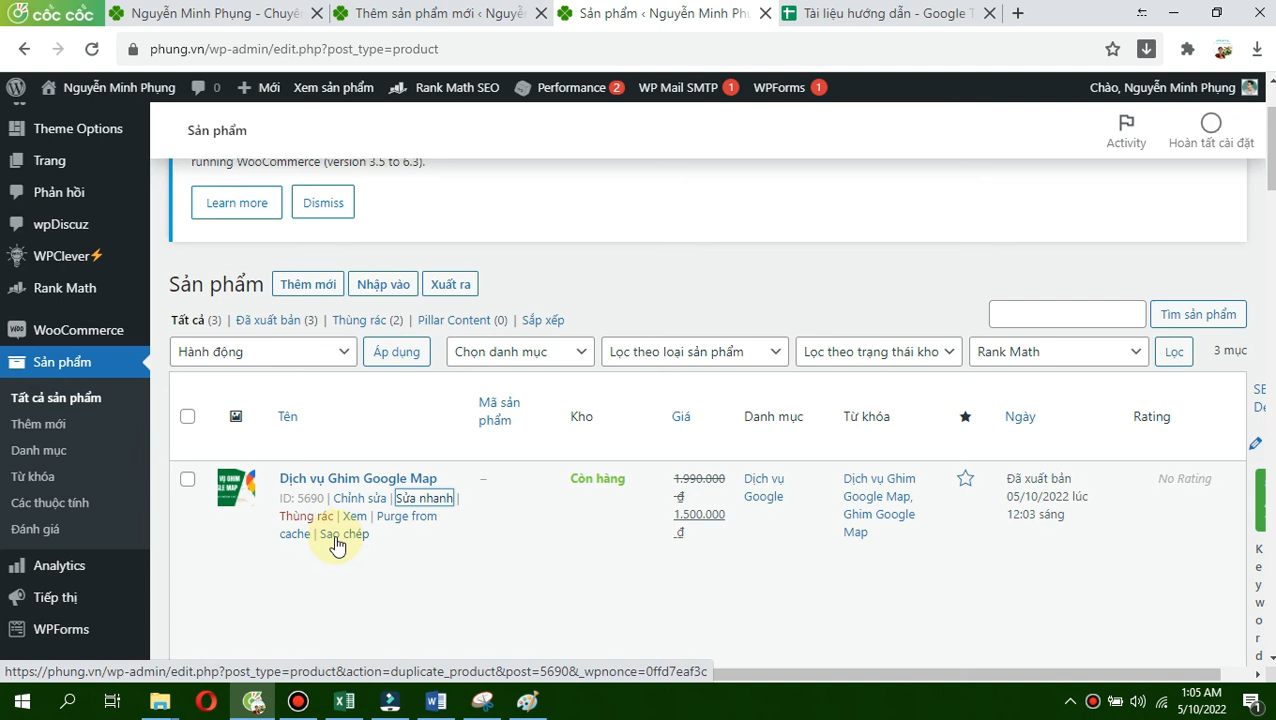 cốc cốc
Nguyễn Minh Phụng - Chuyê
Thêm sản phẩm mới ‹ Nguyễ
Sản phẩm ‹ Nguyễn Minh Phụ
Tài liệu hướng dẫn - Google T
phung.vn/wp-admin/edit.php?post_type=product
Nguyễn Minh Phụng
0
Mới
Xem sản phẩm
Rank Math SEO
Performance 2
WP Mail SMTP 1
WPForms 1
Chào, Nguyễn Minh Phụng
Theme Options
Trang
Phản hồi
wpDiscuz
WPClever⚡
Rank Math
WooCommerce
Sản phẩm
Tất cả sản phẩm
Thêm mới
Danh mục
Từ khóa
Các thuộc tính
Đánh giá
Analytics
Tiếp thị
WPForms
Sản phẩm
Activity
Hoàn tất cài đặt
running WooCommerce (version 3.5 to 6.3).
Learn more
Dismiss
Sản phẩm
Thêm mới
Nhập vào
Xuất ra
Tất cả (3) | Đã xuất bản (3) | Thùng rác (2) | Pillar Content (0) | Sắp xếp
Tìm sản phẩm
Hành động
Áp dụng
Chọn danh mục
Lọc theo loại sản phẩm
Lọc theo trạng thái kho
Rank Math
Lọc
3 mục
Tên
Mã sản
phẩm
Kho
Giá
Danh mục
Từ khóa
Ngày
Rating
SE
De
Dịch vụ Ghim Google Map
ID: 5690 | Chỉnh sửa | Sửa nhanh |
Thùng rác | Xem | Purge from
cache | Sao chép
–
Còn hàng
1.990.000
₫
1.500.000
₫
Dịch vụ
Google
Dịch vụ Ghim
Google Map,
Ghim Google
Map
Đã xuất bản
05/10/2022 lúc
12:03 sáng
No Rating
K
e
y
w
o
r
d
https://phung.vn/wp-admin/edit.php?post_type=product&action=duplicate_product&post=5690&_wpnonce=0ffd7eaf3c
1:05 AM
5/10/2022
1